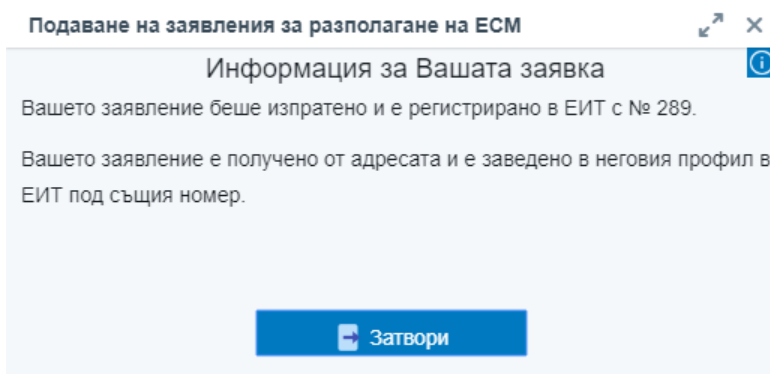 Подаване на заявления за разполагане на ЕСМ
Информация за Вашата заявка
Вашето заявление беше изпратено и е регистрирано в ЕИТ с № 289.
Вашето заявление е получено от адресата и е заведено в неговия профил в
ЕИТ под същия номер.
Затвори